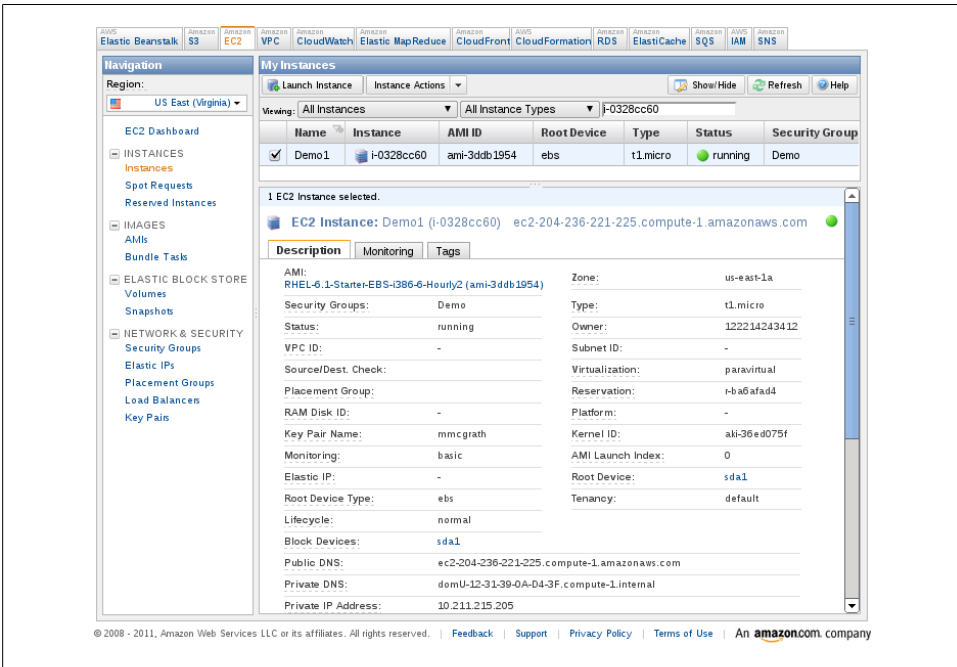 AWS Amazon Amazon Amazon Amazon Amazon Amazon AWS Amazon Amazon Amazon AWS Amazon
Elastic Beanstalk S3 EC2 VPC CloudWatch Elastic MapReduce CloudFront CloudFormation RDS ElastiCache SQS IAM SNS
Navigation
Region:
US East (Virginia)
EC2 Dashboard
INSTANCES
Instances
Spot Requests
Reserved Instances
IMAGES
AMIs
Bundle Tasks
ELASTIC BLOCK STORE
Volumes
Snapshots
NETWORK & SECURITY
Security Groups
Elastic IPs
Placement Groups
Load Balancers
Key Pairs
My Instances
Launch Instance Instance Actions Show/Hide Refresh Help
Viewing: All Instances All Instance Types i-0328cc60
Name Instance AMI ID Root Device Type Status Security Group
Demo1 i-0328cc60 ami-3ddb1954 ebs t1.micro running Demo
1 EC2 Instance selected.
EC2 Instance: Demo1 (i-0328cc60) ec2-204-236-221-225.compute-1.amazonaws.com
Description Monitoring Tags
AMI:
RHEL-6.1-Starter-EBS-i386-6-Hourly2 (ami-3ddb1954) Zone: us-east-1a
Security Groups: Demo Type: t1.micro
Status: running Owner: 122214243412
VPC ID: - Subnet ID: -
Source/Dest. Check: Virtualization: paravirtual
Placement Group: Reservation: r-ba6afad4
RAM Disk ID: - Platform: -
Key Pair Name: mmcgrath Kernel ID: aki-36ed075f
Monitoring: basic AMI Launch Index: 0
Elastic IP: - Root Device: sda1
Root Device Type: ebs Tenancy: default
Lifecycle: normal
Block Devices: sda1
Public DNS: ec2-204-236-221-225.compute-1.amazonaws.com
Private DNS: domU-12-31-39-0A-D4-3F.compute-1.internal
Private IP Address: 10.211.215.205
© 2008 - 2011, Amazon Web Services LLC or its affiliates. All rights reserved. | Feedback | Support | Privacy Policy | Terms of Use | An amazon.com. company